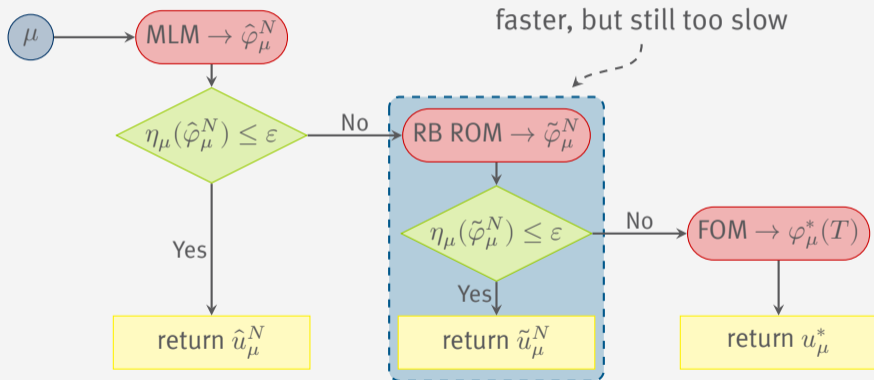 faster, but still too slow
μ
MLM → φ̂_μ^N
η_μ(φ̂_μ^N) ≤ ε
No
RB ROM → φ̃_μ^N
η_μ(φ̃_μ^N) ≤ ε
No
FOM → φ_μ^*(T)
Yes
Yes
return û_μ^N
return ũ_μ^N
return u_μ^*